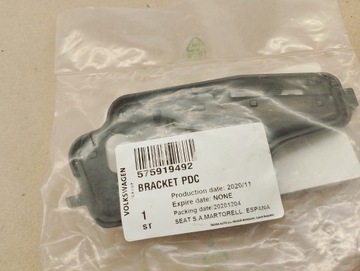 VOLKSWAGEN
GROUP
575919492
BRACKET PDC
Production date: 2020/11
Expire date: NONE
1
ST
Packing date:20201204
SEAT S.A.MARTORELL ESPANA